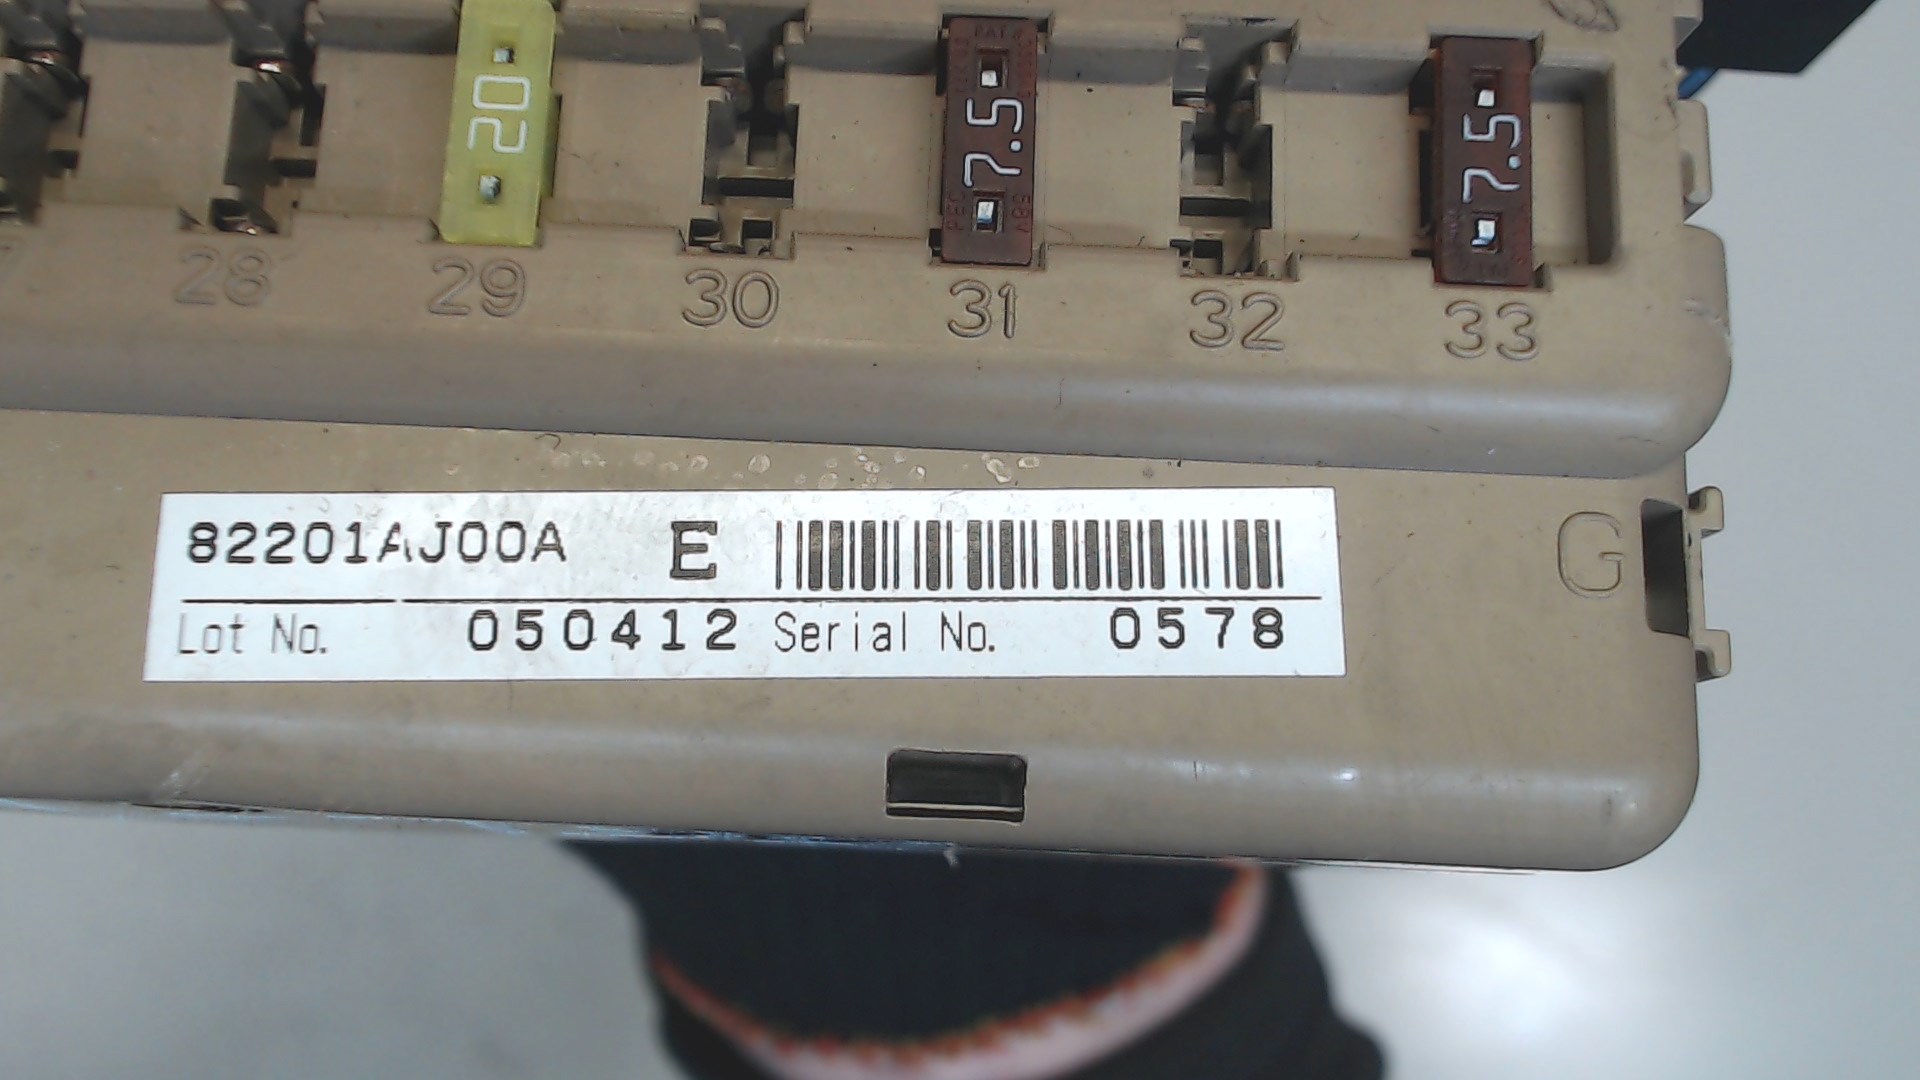 20
7.5
7.5
28 29 30 31 32 33
82201AJ00A E
G
Lot No. 050412 Serial No. 0578